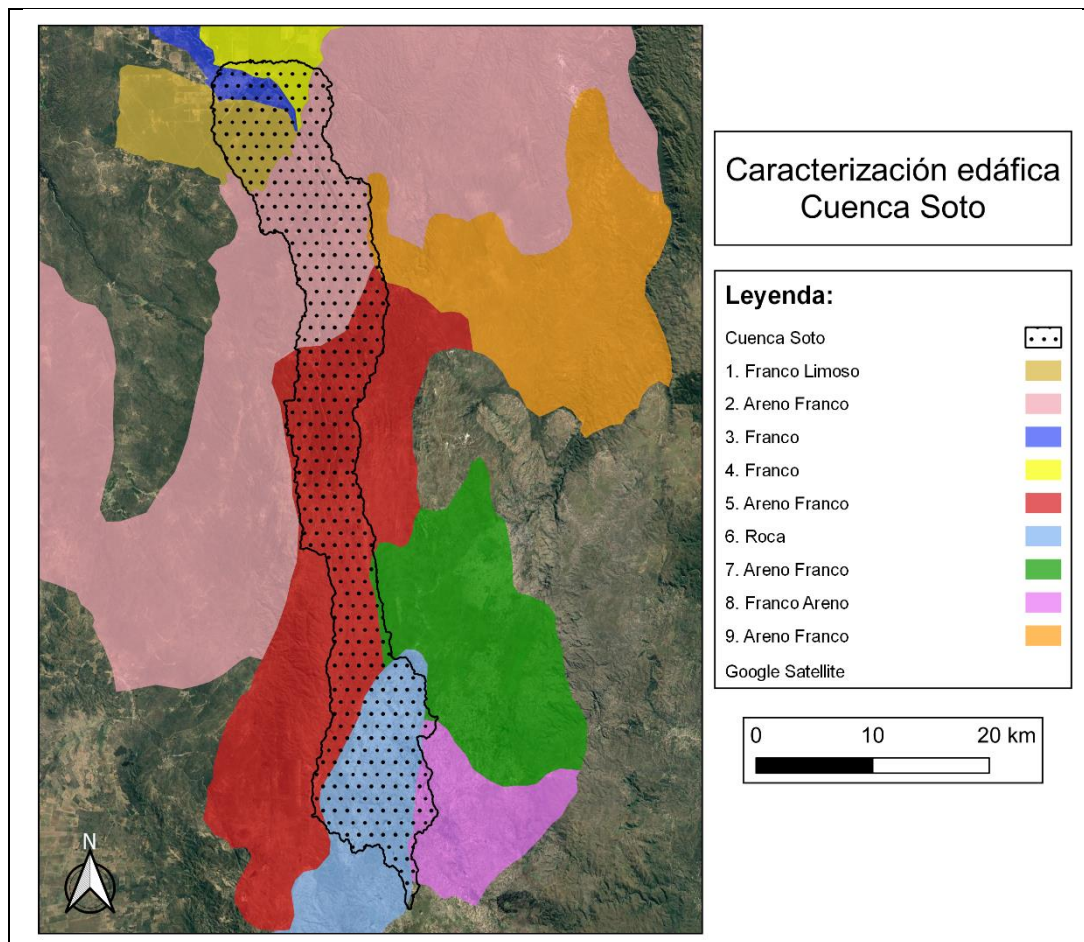 Caracterización edáfica
Cuenca Soto
Leyenda:
Cuenca Soto
1. Franco Limoso
2. Areno Franco
3. Franco
4. Franco
5. Areno Franco
6. Roca
7. Areno Franco
8. Franco Areno
9. Areno Franco
Google Satellite
0 10 20 km
N